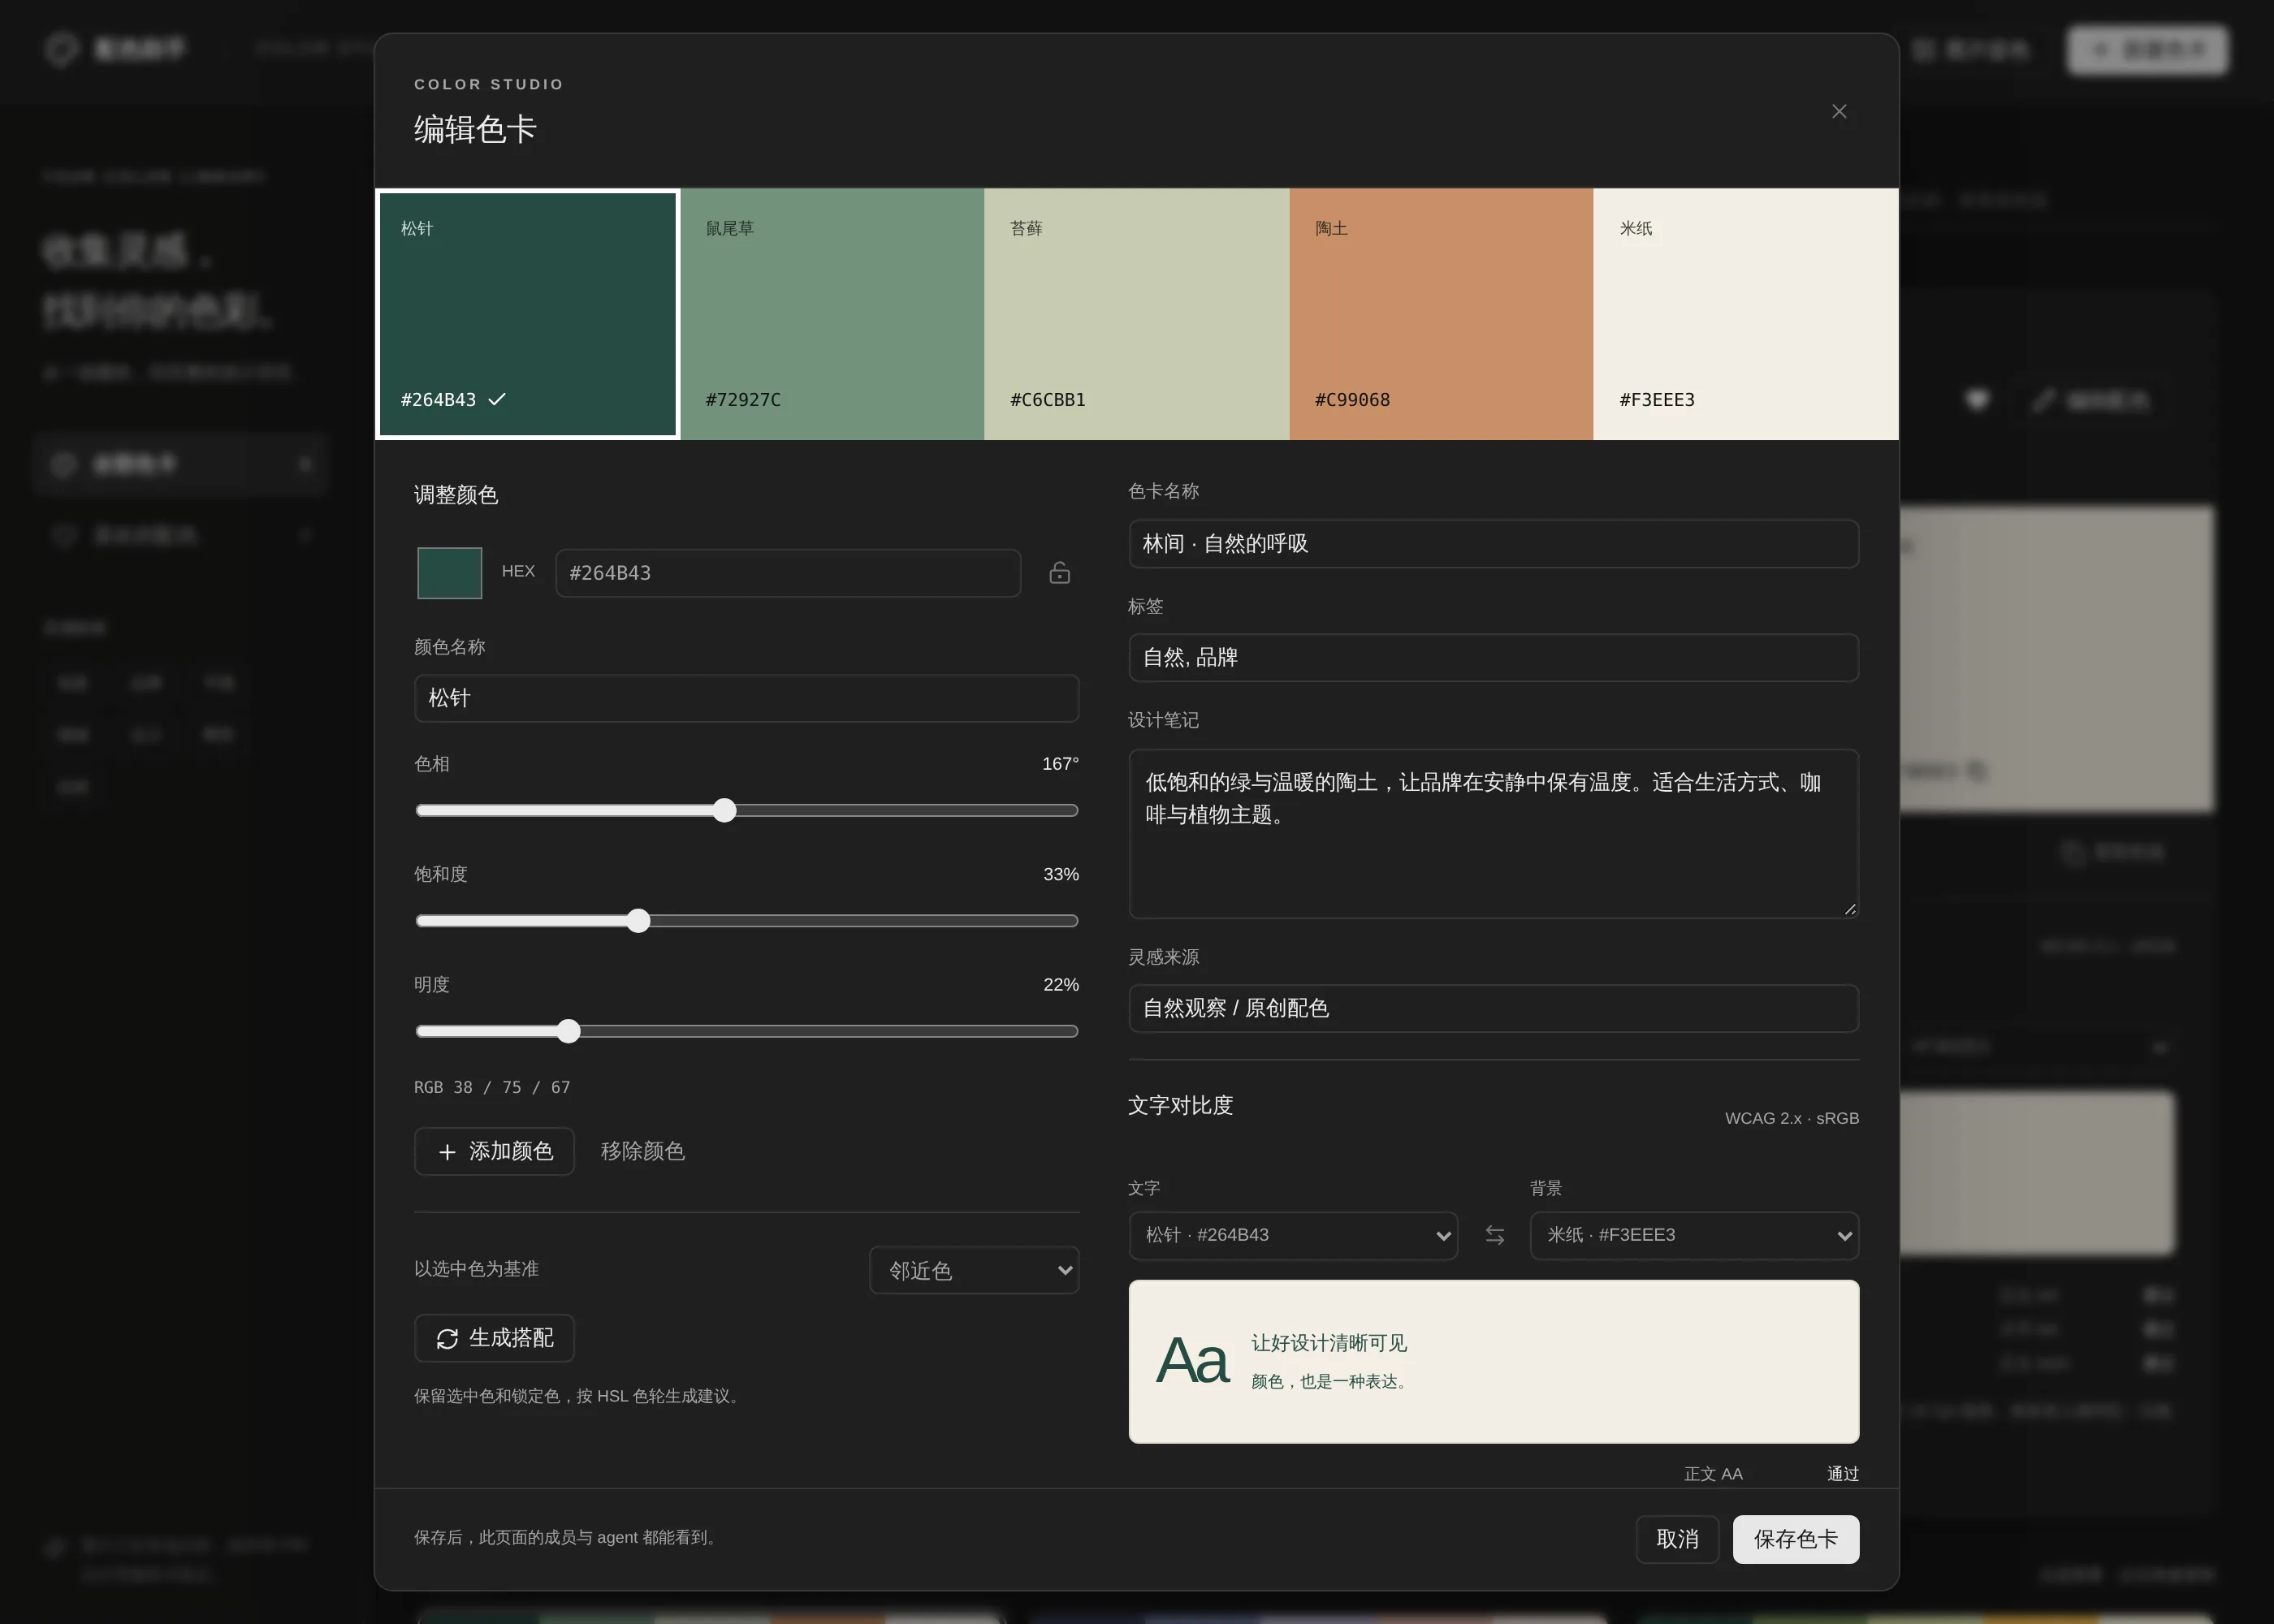 COLOR STUDIO
编辑色卡
松针
鼠尾草
苔藓
陶土
米纸
#264B43
#72927C
#C6CBB1
#C99068
#F3EEE3
调整颜色
HEX
#264B43
颜色名称
松针
色相
167°
饱和度
33%
明度
22%
RGB 38 / 75 / 67
添加颜色
移除颜色
以选中色为基准
邻近色
生成搭配
保留选中色和锁定色，按 HSL 色轮生成建议。
色卡名称
林间 · 自然的呼吸
标签
自然, 品牌
设计笔记
低饱和的绿与温暖的陶土，让品牌在安静中保有温度。适合生活方式、咖
啡与植物主题。
灵感来源
自然观察 / 原创配色
文字对比度
WCAG 2.x · sRGB
文字
背景
松针 · #264B43
米纸 · #F3EEE3
Aa
让好设计清晰可见
颜色，也是一种表达。
正文 AA
通过
保存后，此页面的成员与 agent 都能看到。
取消
保存色卡
收集灵感，
找到你的色彩。